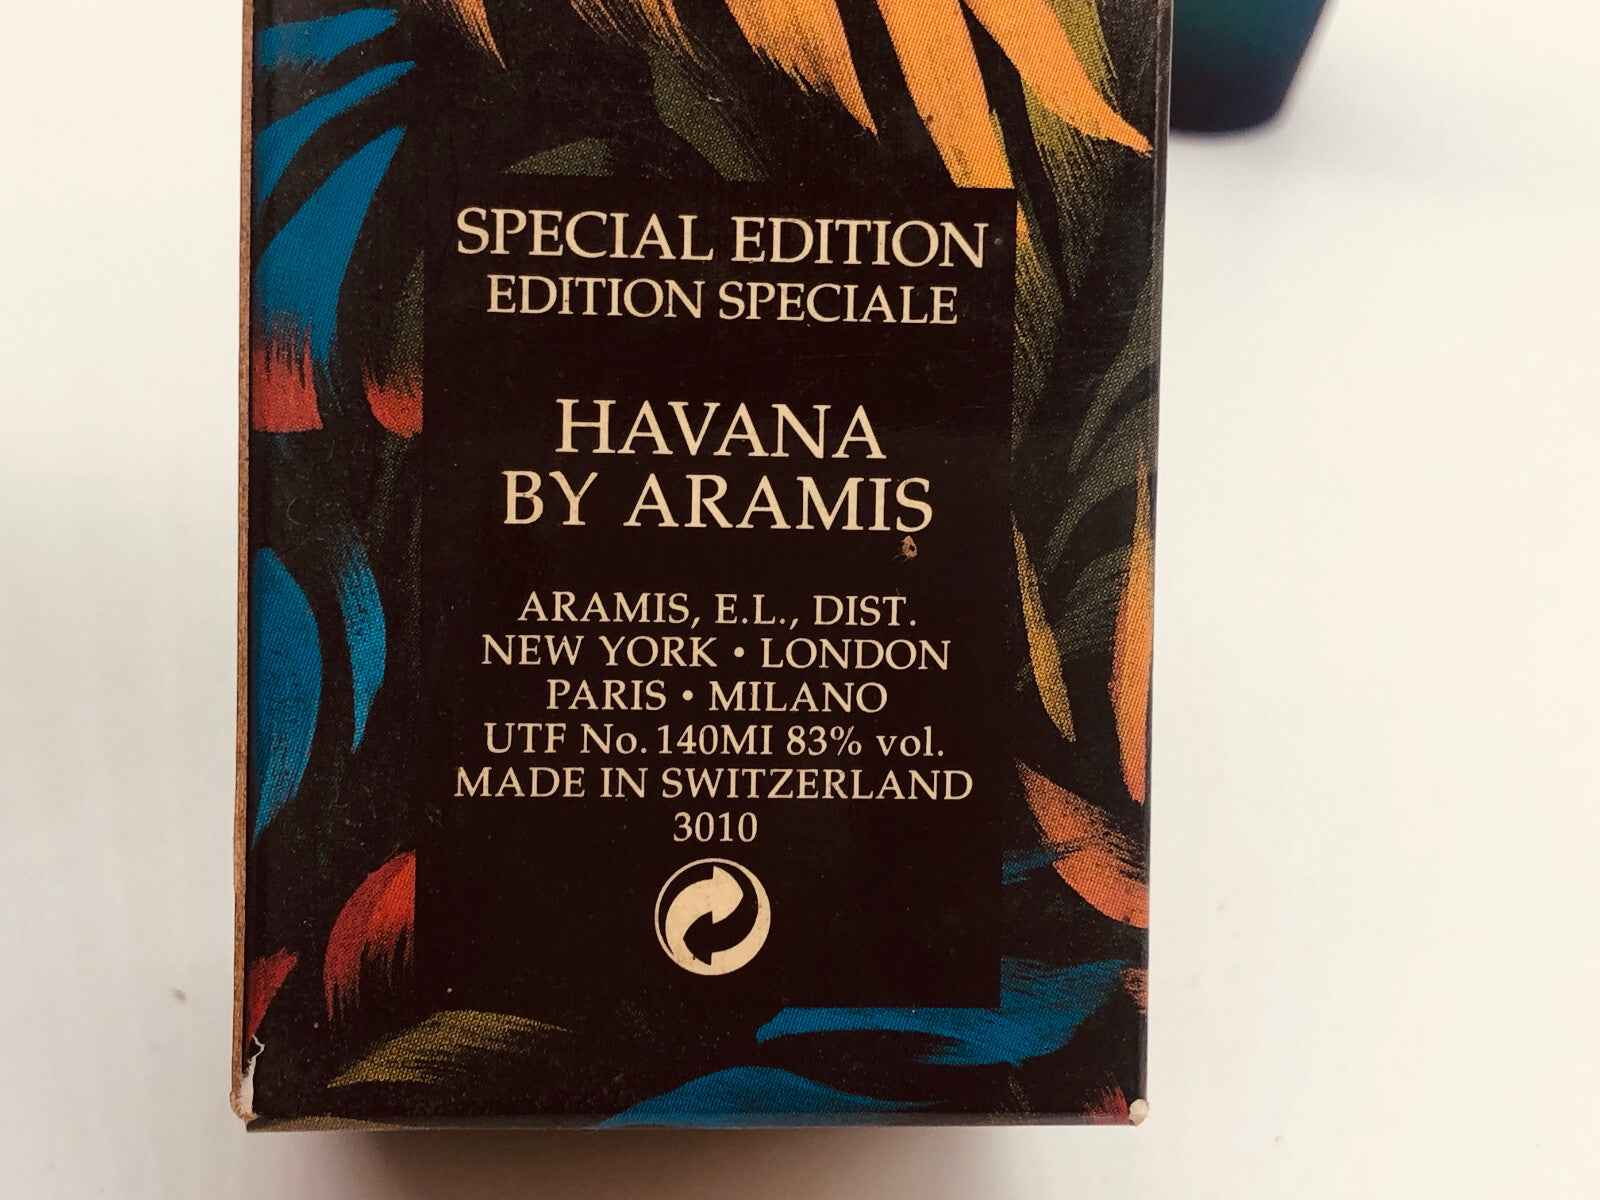 SPECIAL EDITION
EDITION SPECIALE
HAVANA
BY ARAMIS
ARAMIS, E.L., DIST.
NEW YORK • LONDON
PARIS • MILANO
UTF No. 140MI 83% vol.
MADE IN SWITZERLAND
3010